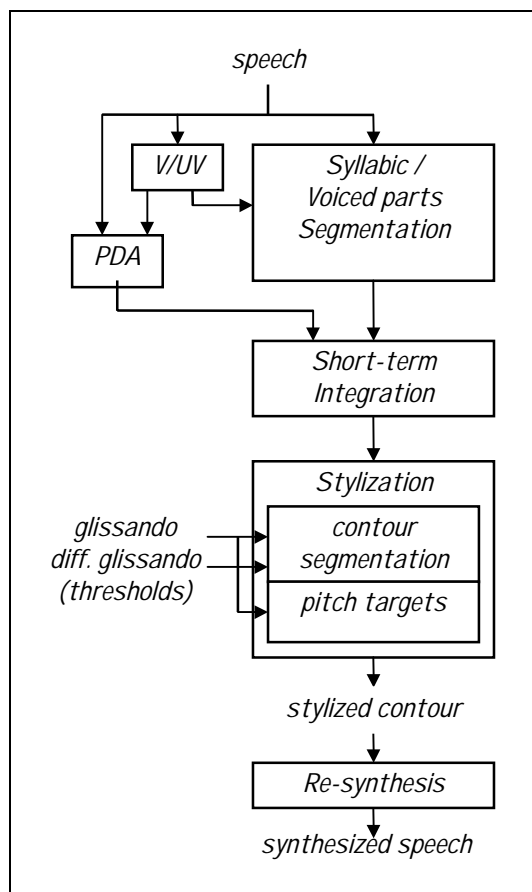 speech
V/UV
Syllabic /
Voiced parts
Segmentation
PDA
Short-term
Integration
Stylization
glissando
diff. glissando
(thresholds)
contour
segmentation
pitch targets
stylized contour
Re-synthesis
synthesized speech